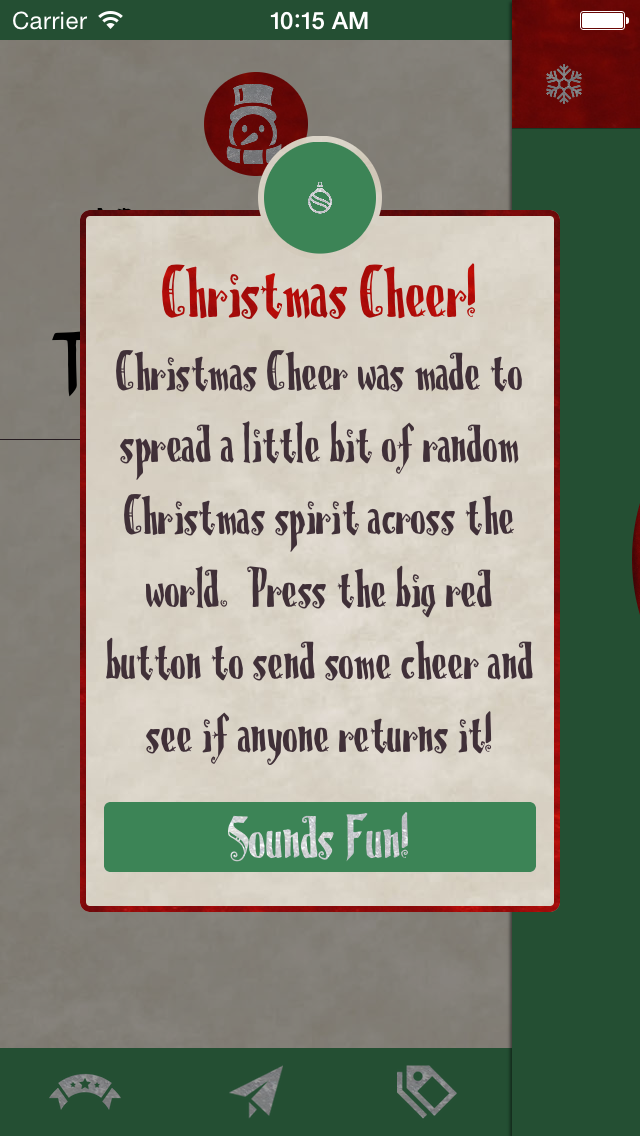 Carrier 10:15 AM
T
Christmas Cheer!
Christmas Cheer was made to
spread a little bit of random
Christmas spirit across the
world. Press the big red
button to send some cheer and
see if anyone returns it!
Sounds Fun!